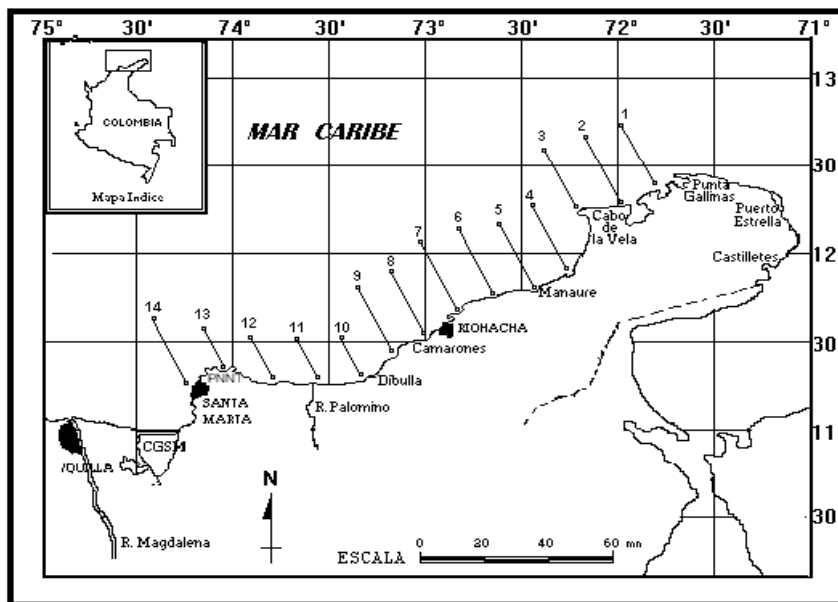 75° 30' 74° 30' 73° 30' 72° 30' 71°
13
30
12
30
11
30
COLOMBIA
Mapa Indice
MAR CARIBE
1
2
3
4
5
6
7
8
9
10
11
12
13
14
Punta
Gallinas
Puerto
Estrella
Castilletes
Cabo
de
la Vela
Manaure
RIOHACHA
Camarones
Dibulla
R. Palomino
PNNT
SANTA
MARIA
CGSM
/QUILLA
R. Magdalena
N
ESCALA
0 20 40 60 mn